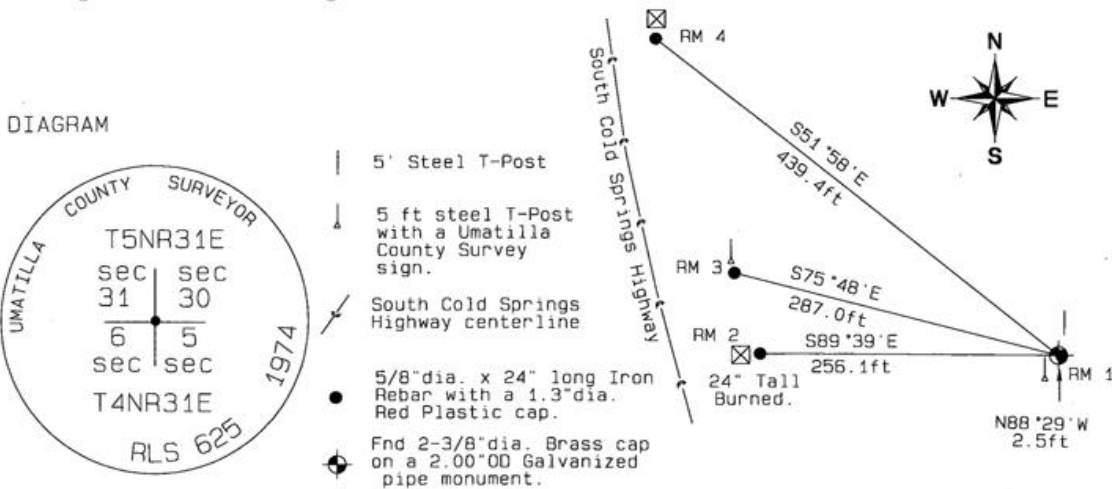 DIAGRAM
UMATILLA COUNTY SURVEYOR
1974
T5NR31E
sec sec
31 30
6 5
sec sec
T4NR31E
RLS 625
5' Steel T-Post
5 ft steel T-Post
with a Umatilla
County Survey
sign.
South Cold Springs
Highway centerline
5/8"dia. x 24" long Iron
Rebar with a 1.3"dia.
Red Plastic cap.
Fnd 2-3/8"dia. Brass cap
on a 2.00"OD Galvanized
pipe monument.
South Cold Springs Highway
RM 4
S51°58'E
439.4ft
RM 3
S75°48'E
287.0ft
RM 2
S89°39'E
256.1ft
24" Tall
Burned.
RM 1
N88°29'W
2.5ft
N
W E
S